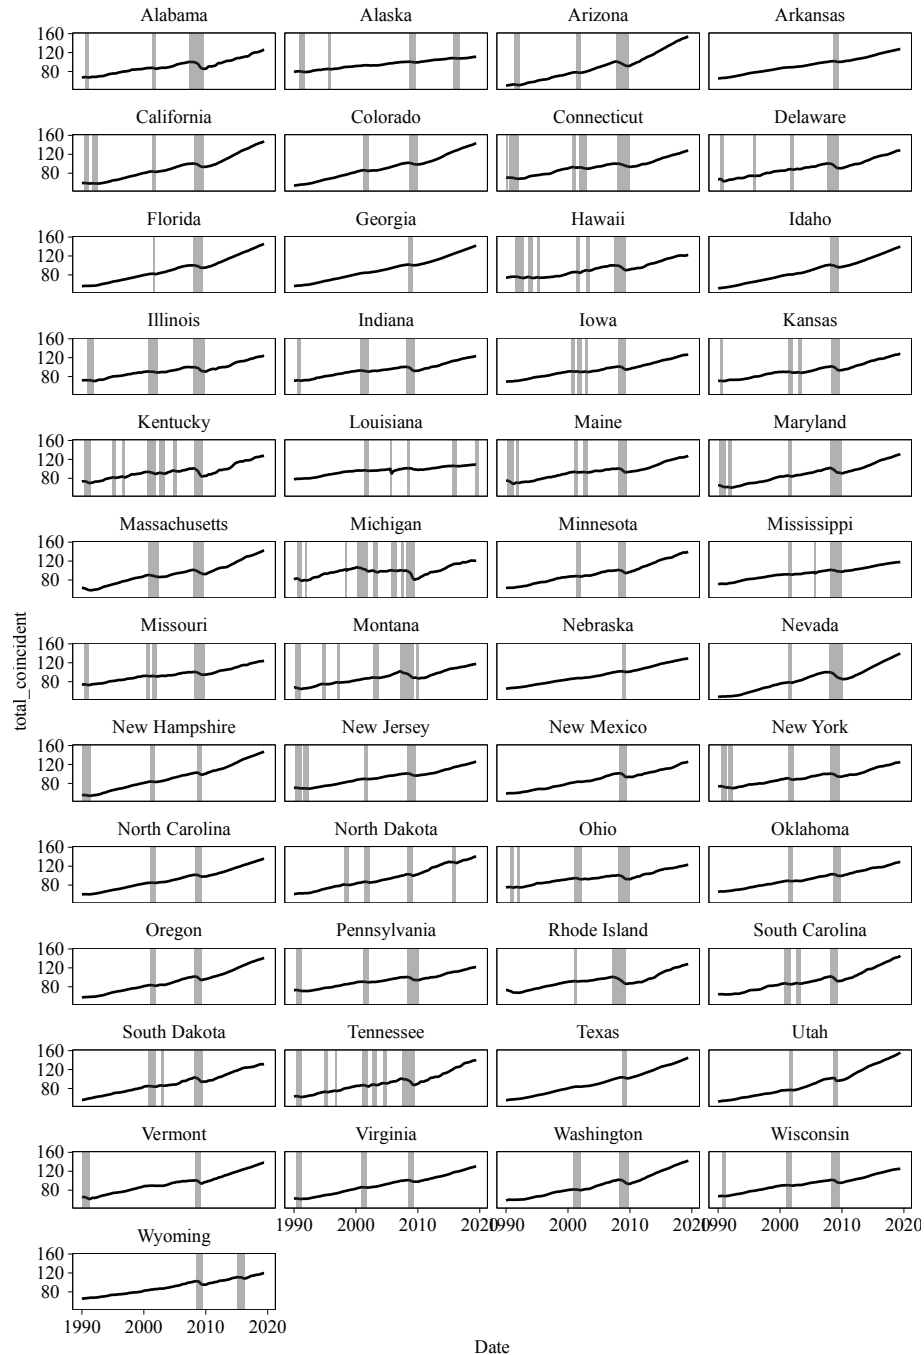 Alabama Alaska Arizona Arkansas
160
120
80
California Colorado Connecticut Delaware
160
120
80
Florida Georgia Hawaii Idaho
160
120
80
Illinois Indiana Iowa Kansas
160
120
80
Kentucky Louisiana Maine Maryland
160
120
80
Massachusetts Michigan Minnesota Mississippi
160
120
80
total_coincident
Missouri Montana Nebraska Nevada
160
120
80
New Hampshire New Jersey New Mexico New York
160
120
80
North Carolina North Dakota Ohio Oklahoma
160
120
80
Oregon Pennsylvania Rhode Island South Carolina
160
120
80
South Dakota Tennessee Texas Utah
160
120
80
Vermont Virginia Washington Wisconsin
160
120
80
1990 2000 2010 2020 1990 2000 2010 2020 1990 2000 2010 2020
Wyoming
160
120
80
1990 2000 2010 2020
Date